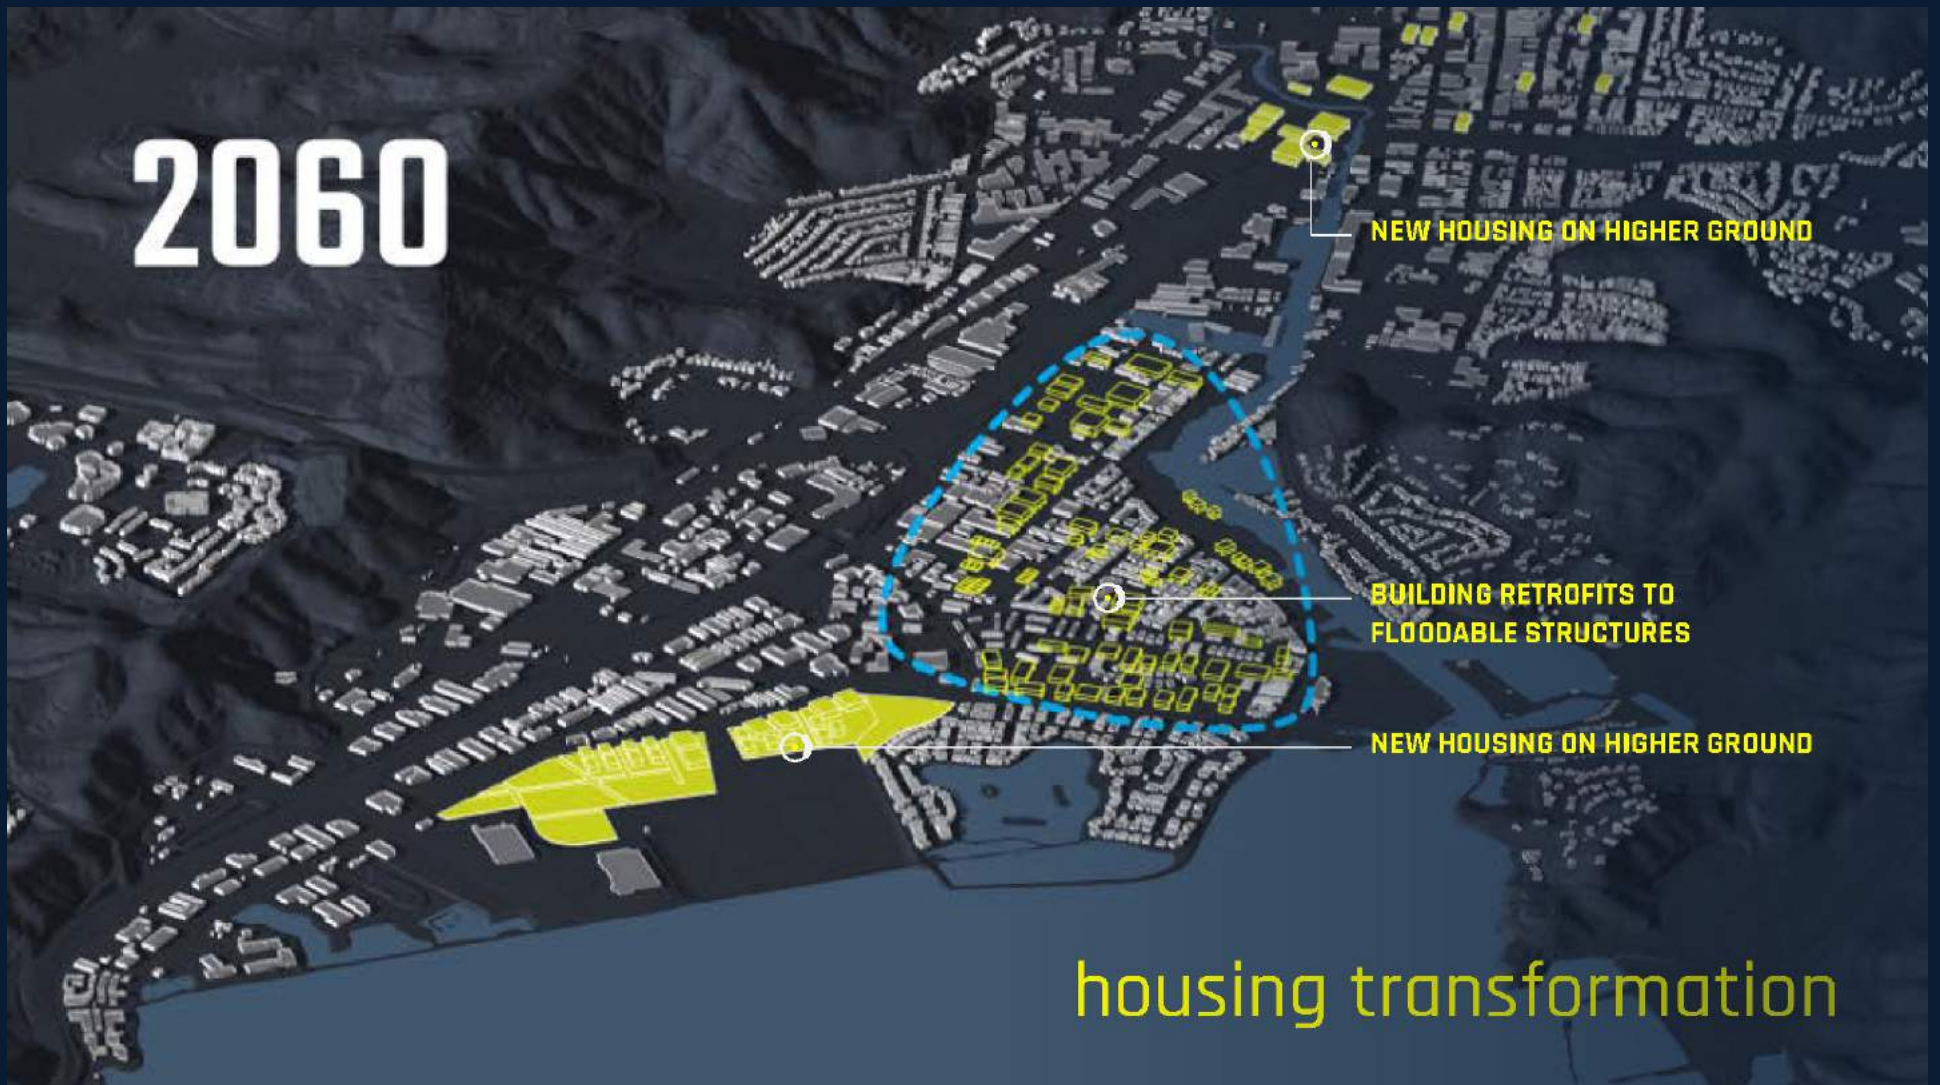 2060
NEW HOUSING ON HIGHER GROUND
BUILDING RETROFITS TO
FLOODABLE STRUCTURES
NEW HOUSING ON HIGHER GROUND
housing transformation